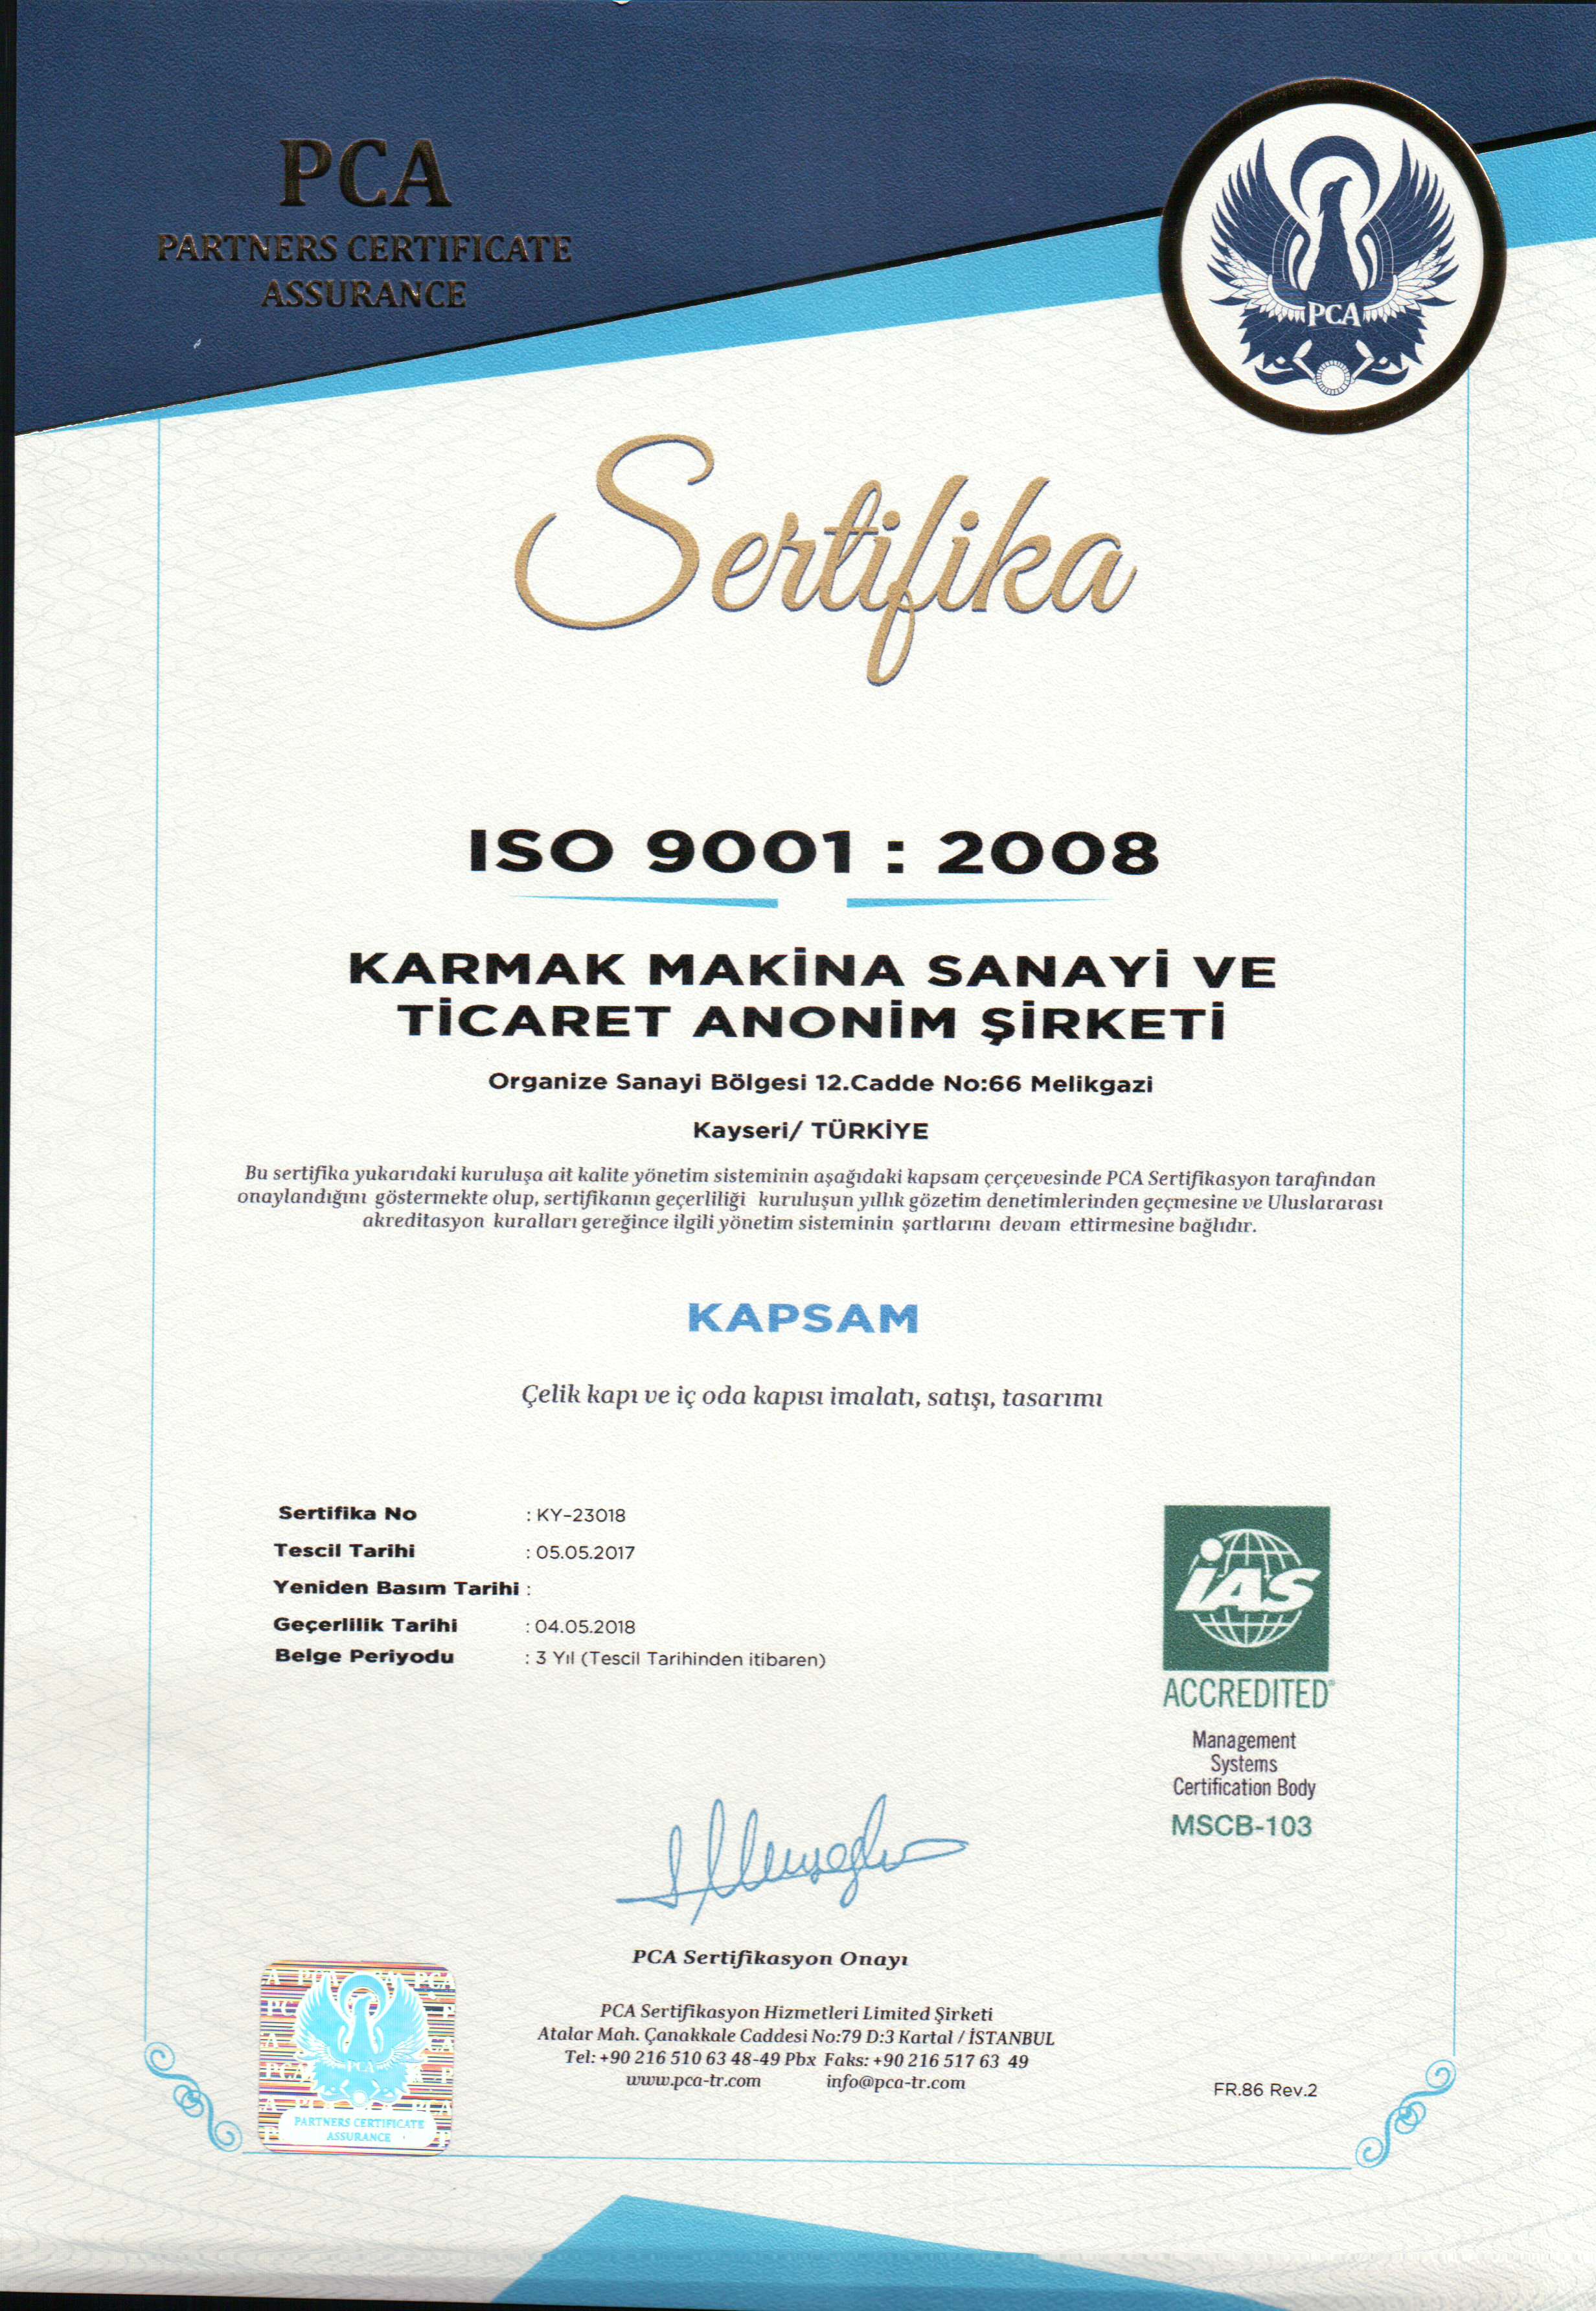 PCA
PARTNERS CERTIFICATE
ASSURANCE
PCA
Sertifika
ISO 9001 : 2008
KARMAK MAKİNA SANAYİ VE
TİCARET ANONİM ŞİRKETİ
Organize Sanayi Bölgesi 12.Cadde No:66 Melikgazi
Kayseri/ TÜRKİYE
Bu sertifika yukarıdaki kuruluşa ait kalite yönetim sisteminin aşağıdaki kapsam çerçevesinde PCA Sertifikasyon tarafından
onaylandığını göstermekte olup, sertifikanın geçerliliği kuruluşun yıllık gözetim denetimlerinden geçmesine ve Uluslararası
akreditasyon kuralları gereğince ilgili yönetim sisteminin şartlarını devam ettirmesine bağlıdır.
KAPSAM
Çelik kapı ve iç oda kapısı imalatı, satışı, tasarımı
Sertifika No : KY-23018
Tescil Tarihi : 05.05.2017
Yeniden Basım Tarihi :
Geçerlilik Tarihi : 04.05.2018
Belge Periyodu : 3 Yıl (Tescil Tarihinden itibaren)
IAS
ACCREDITED®
Management
Systems
Certification Body
MSCB-103
PCA Sertifikasyon Onayı
PCA Sertifikasyon Hizmetleri Limited Şirketi
Atalar Mah. Çanakkale Caddesi No:79 D:3 Kartal / İSTANBUL
Tel: +90 216 510 63 48-49 Pbx Faks: +90 216 517 63 49
www.pca-tr.com info@pca-tr.com
FR.86 Rev.2
PCA
PARTNERS CERTIFICATE
ASSURANCE